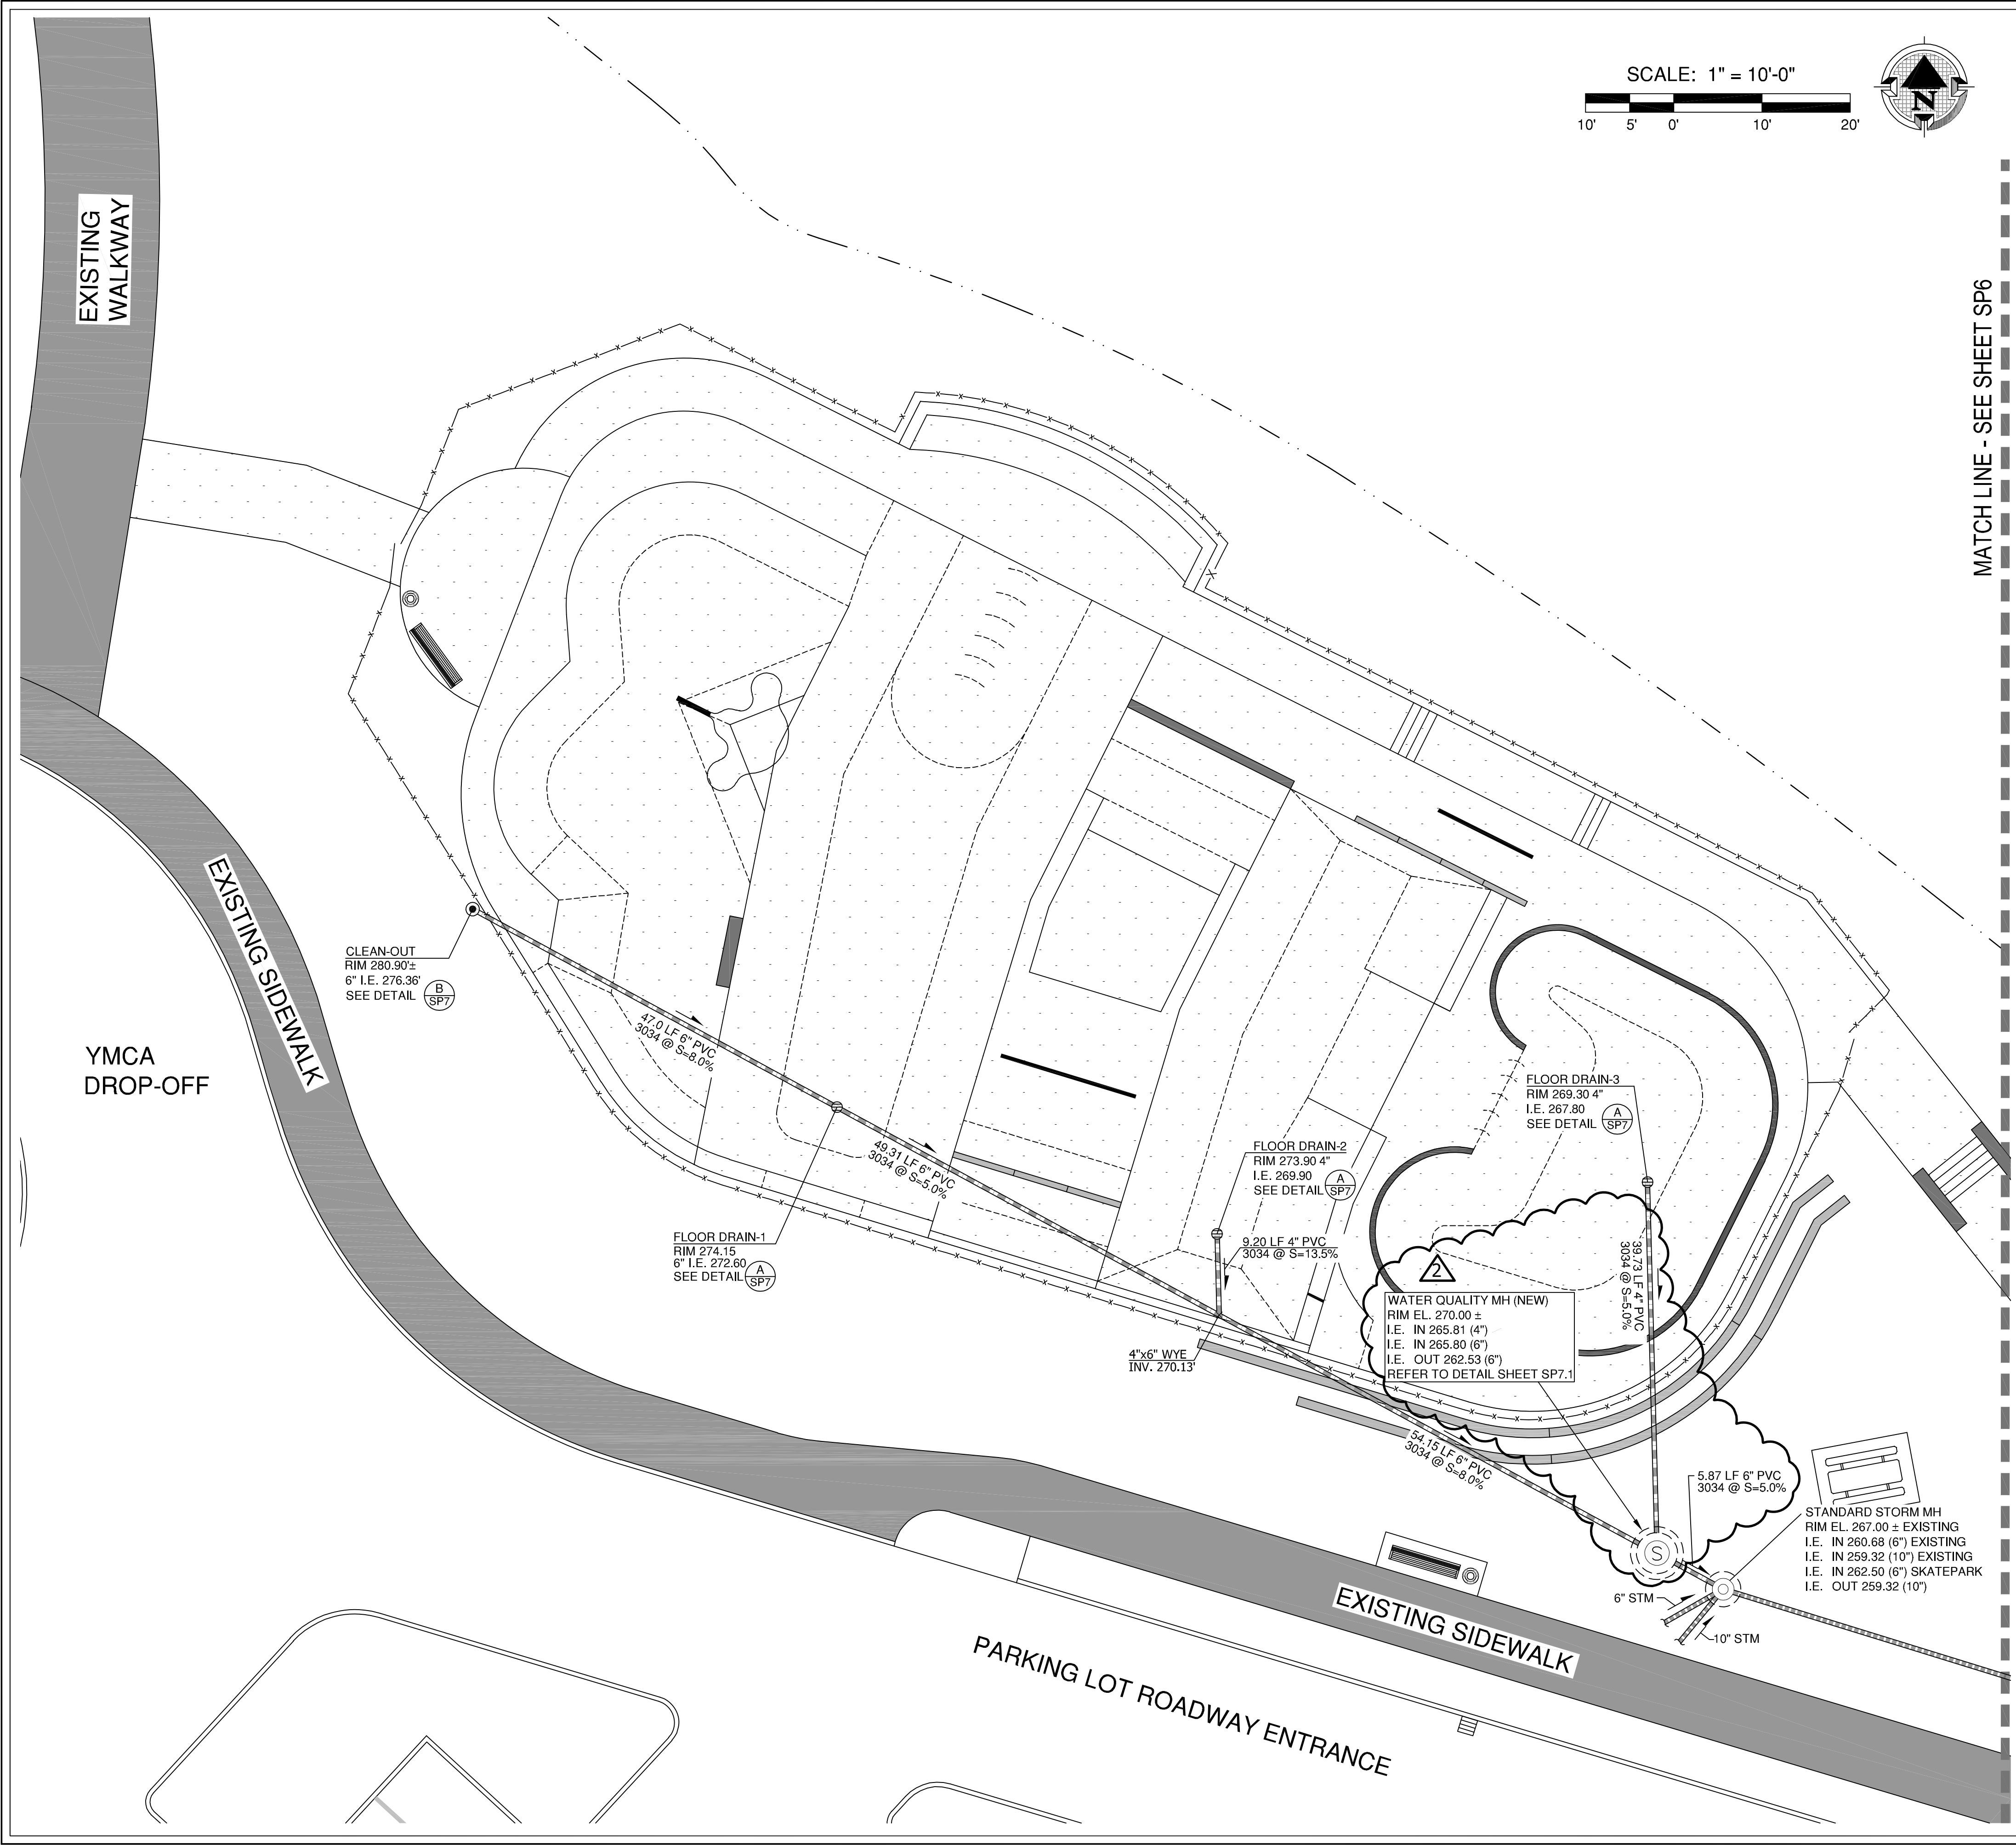 SCALE: 1" = 10'-0"
10' 5' 0' 10' 20'
N
EXISTING
WALKWAY
MATCH LINE - SEE SHEET SP6
EXISTING SIDEWALK
YMCA
DROP-OFF
CLEAN-OUT
RIM 280.90'±
6" I.E. 276.36'
SEE DETAIL
B
SP7
47.0 LF 6" PVC
3034 @ S=8.0%
49.31 LF 6" PVC
3034 @ S=5.0%
FLOOR DRAIN-1
RIM 274.15
6" I.E. 272.60
SEE DETAIL
A
SP7
FLOOR DRAIN-2
RIM 273.90 4"
I.E. 269.90
SEE DETAIL
A
SP7
9.20 LF 4" PVC
3034 @ S=13.5%
4"x6" WYE
INV. 270.13'
FLOOR DRAIN-3
RIM 269.30 4"
I.E. 267.80
SEE DETAIL
A
SP7
39.73 LF 4" PVC
3034 @ S=5.0%
2
WATER QUALITY MH (NEW)
RIM EL. 270.00 ±
I.E. IN 265.81 (4")
I.E. IN 265.80 (6")
I.E. OUT 262.53 (6")
REFER TO DETAIL SHEET SP7.1
54.15 LF 6" PVC
3034 @ S=8.0%
5.87 LF 6" PVC
3034 @ S=5.0%
STANDARD STORM MH
RIM EL. 267.00 ± EXISTING
I.E. IN 260.68 (6") EXISTING
I.E. IN 259.32 (10") EXISTING
I.E. IN 262.50 (6") SKATEPARK
I.E. OUT 259.32 (10")
S
6" STM
10" STM
EXISTING SIDEWALK
PARKING LOT ROADWAY ENTRANCE